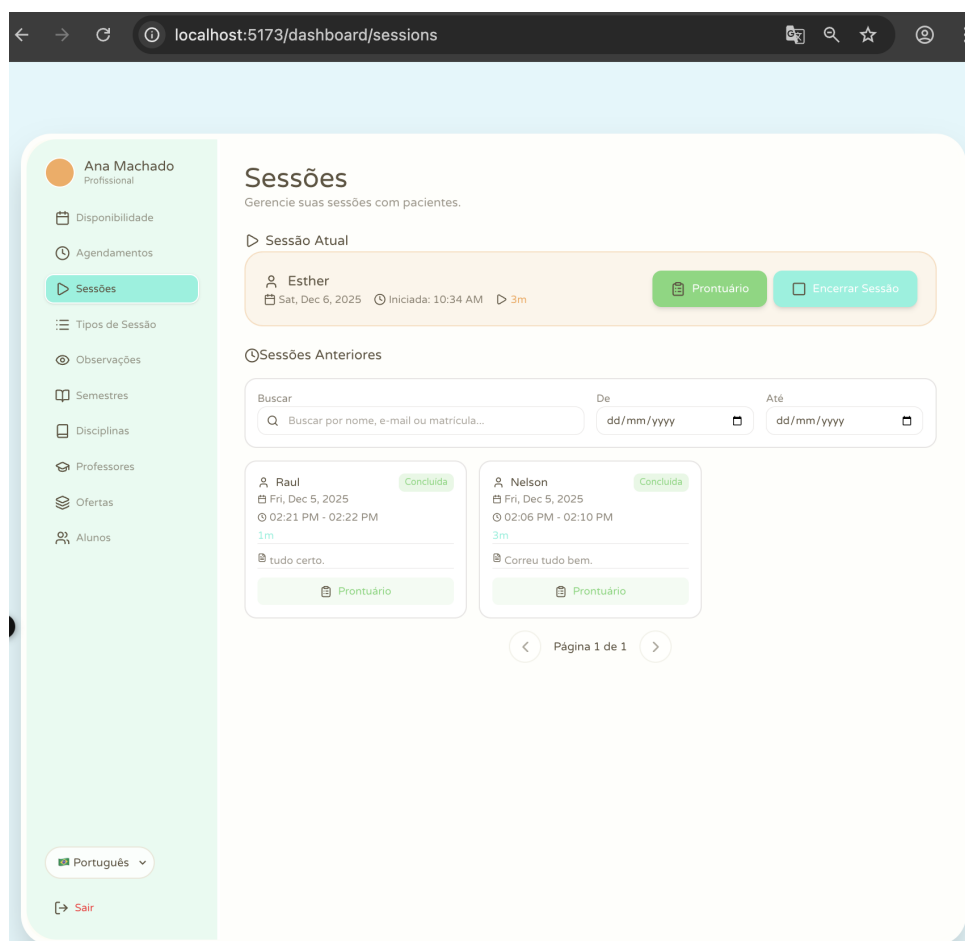 localhost:5173/dashboard/sessions
Ana Machado
Profissional
Disponibilidade
Agendamentos
Sessões
Tipos de Sessão
Observações
Semestres
Disciplinas
Professores
Ofertas
Alunos
Português
Sair
Sessões
Gerencie suas sessões com pacientes.
Sessão Atual
Esther
Sat, Dec 6, 2025 Iniciada: 10:34 AM 3m
Prontuário
Encerrar Sessão
Sessões Anteriores
Buscar
Buscar por nome, e-mail ou matrícula...
De
dd/mm/yyyy
Até
dd/mm/yyyy
Raul
Concluída
Fri, Dec 5, 2025
02:21 PM - 02:22 PM
1m
tudo certo.
Prontuário
Nelson
Concluída
Fri, Dec 5, 2025
02:06 PM - 02:10 PM
3m
Correu tudo bem.
Prontuário
Página 1 de 1